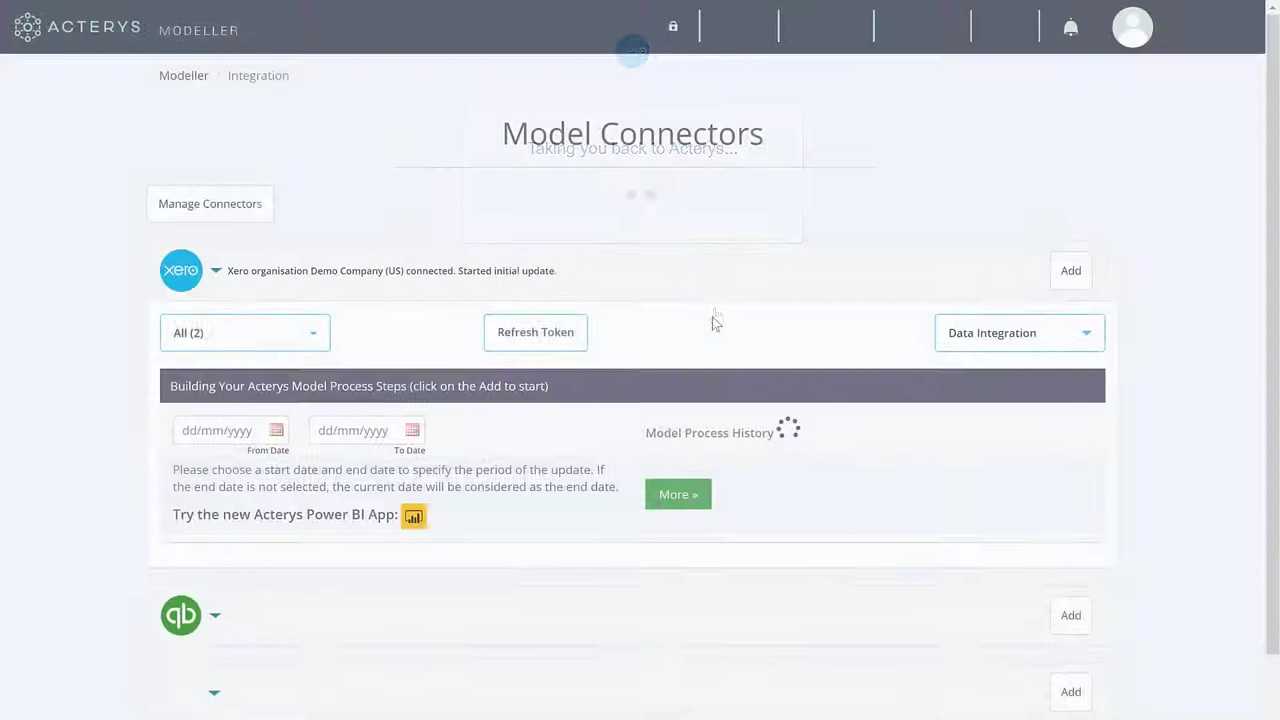 ACTERYS MODELLER
Modeller / Integration
Model Connectors
Taking you back to Acterys...
Manage Connectors
xero Xero organisation Demo Company (US) connected. Started initial update. Add
All (2) Refresh Token Data Integration
Building Your Acterys Model Process Steps (click on the Add to start)
dd/mm/yyyy dd/mm/yyyy Model Process History
From Date To Date
Please choose a start date and end date to specify the period of the update. If
the end date is not selected, the current date will be considered as the end date.
More »
Try the new Acterys Power BI App:
qb Add
Add